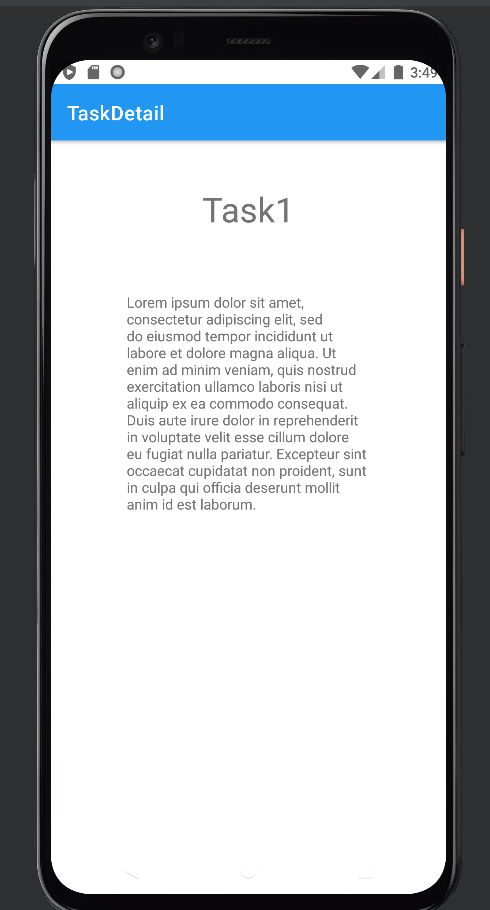 3:49
TaskDetail
Task1
Lorem ipsum dolor sit amet,
consectetur adipiscing elit, sed
do eiusmod tempor incididunt ut
labore et dolore magna aliqua. Ut
enim ad minim veniam, quis nostrud
exercitation ullamco laboris nisi ut
aliquip ex ea commodo consequat.
Duis aute irure dolor in reprehenderit
in voluptate velit esse cillum dolore
eu fugiat nulla pariatur. Excepteur sint
occaecat cupidatat non proident, sunt
in culpa qui officia deserunt mollit
anim id est laborum.